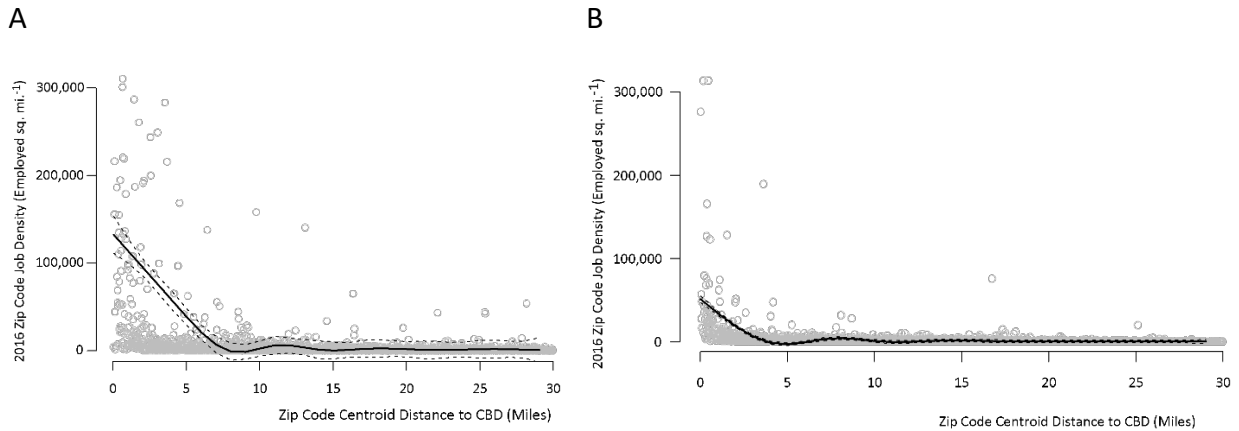 A
2016 Zip Code Job Density (Employed sq. mi.⁻¹)
300,000
200,000
100,000
0
0 5 10 15 20 25 30
Zip Code Centroid Distance to CBD (Miles)
B
2016 Zip Code Job Density (Employed sq. mi.⁻¹)
300,000
200,000
100,000
0
0 5 10 15 20 25 30
Zip Code Centroid Distance to CBD (Miles)